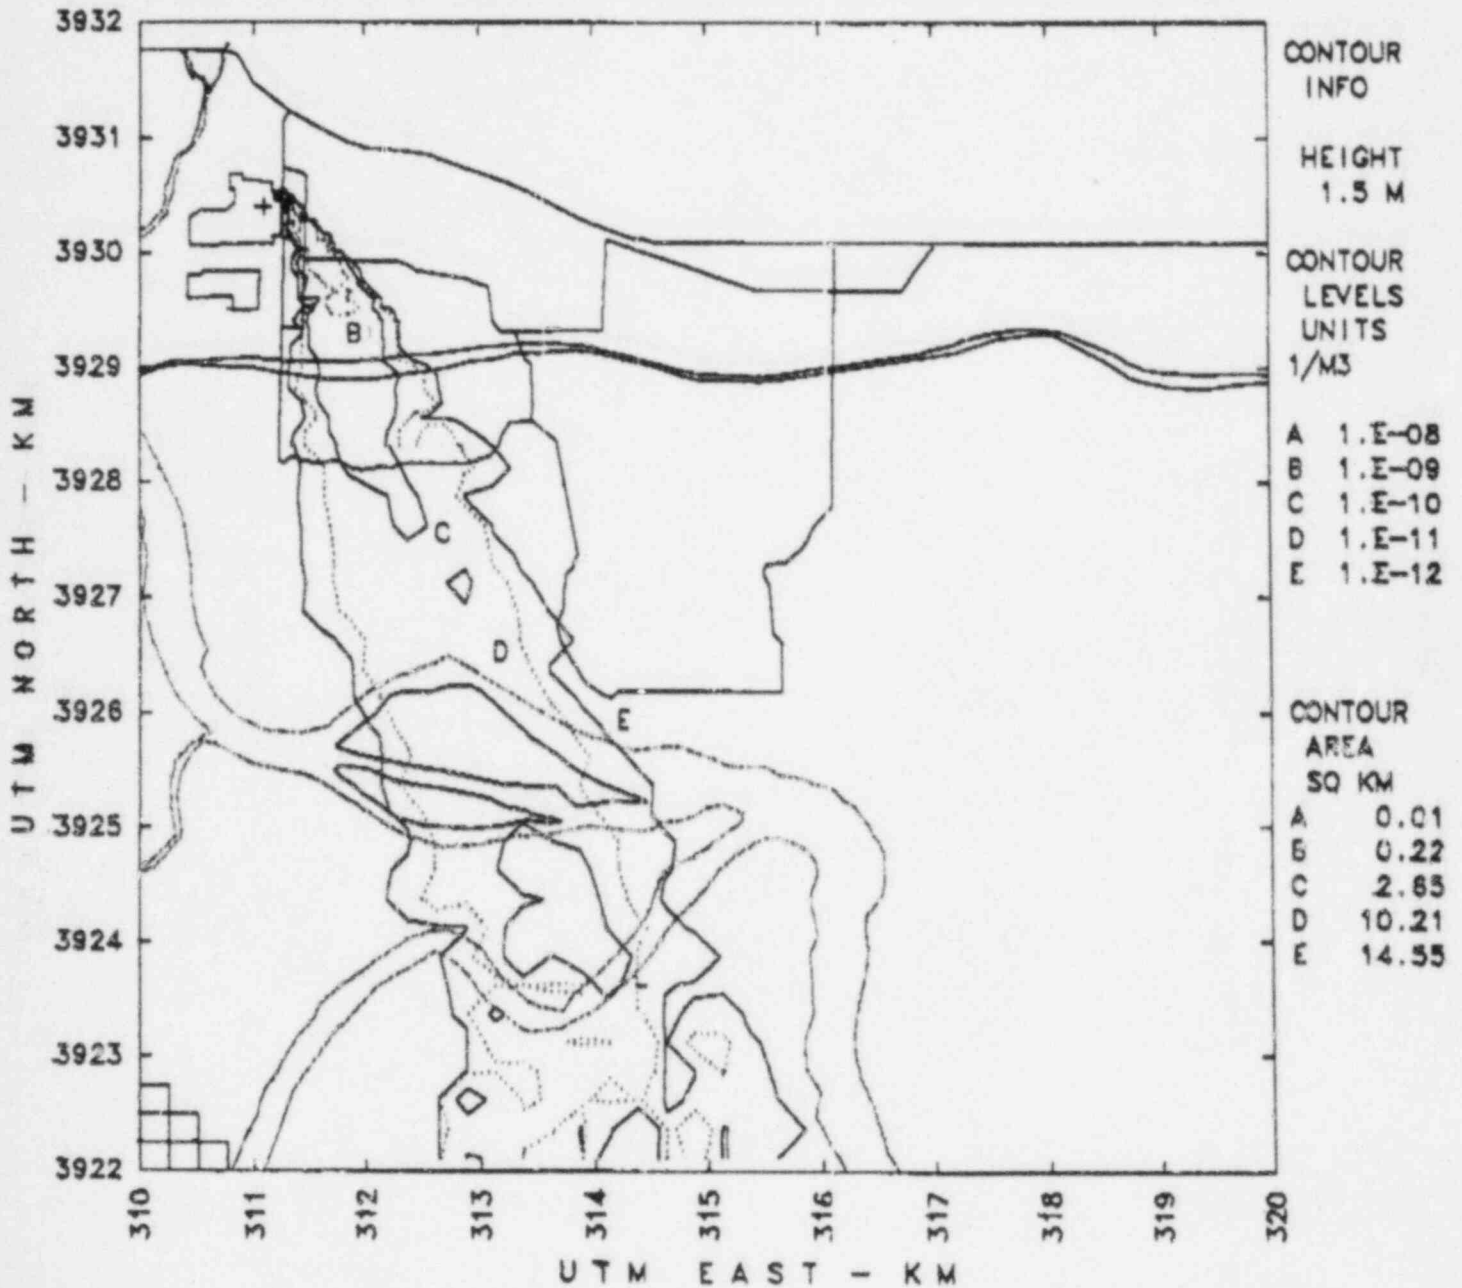 3932
3931
3930
3929
3928
3927
3926
3925
3924
3923
3922
UTM NORTH - KM
310
311
312
313
314
315
316
317
318
319
320
UTM EAST - KM
B
C
D
E
CONTOUR
INFO
HEIGHT
1.5 M
CONTOUR
LEVELS
UNITS
1/M3
A 1.E-08
B 1.E-09
C 1.E-10
D 1.E-11
E 1.E-12
CONTOUR
AREA
SQ KM
A 0.01
B 0.22
C 2.65
D 10.21
E 14.55